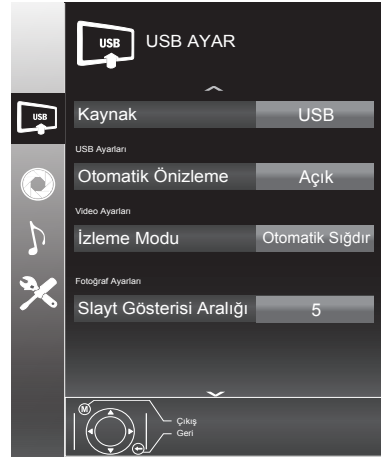 USB
USB AYAR
USB
Kaynak
USB
USB Ayarları
Otomatik Önizleme
Açık
Video Ayarları
İzleme Modu
Otomatik Sığdır
Fotoğraf Ayarları
Slayt Gösterisi Aralığı
5
M
Çıkış
Geri